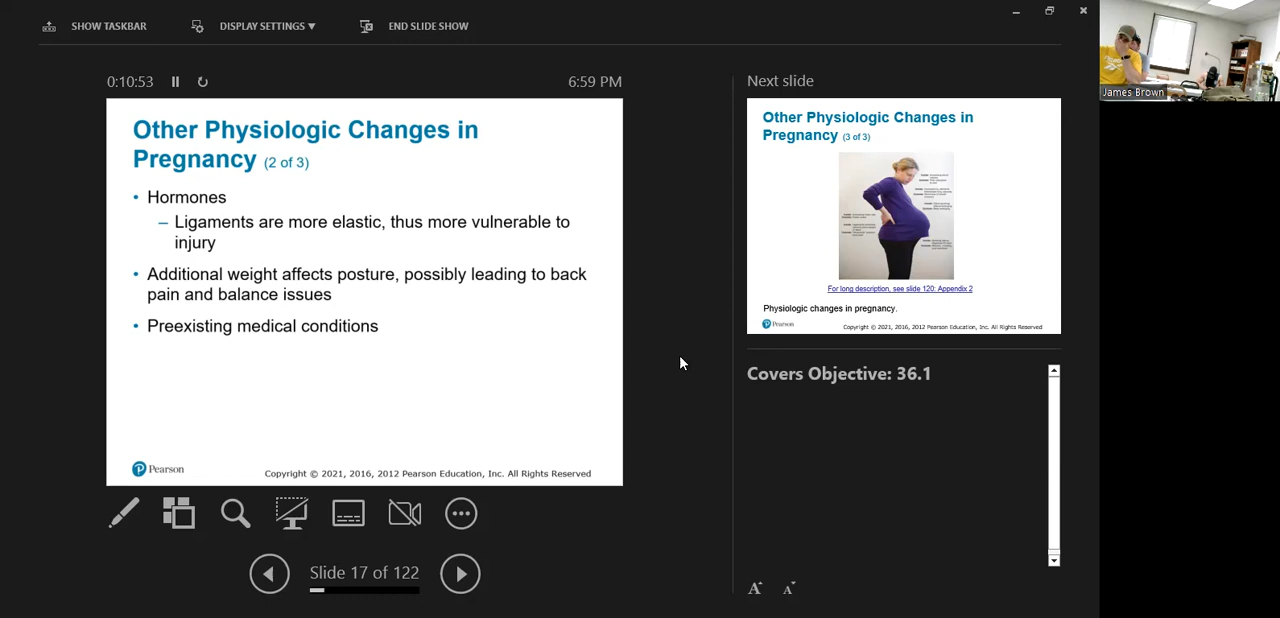 SHOW TASKBAR
DISPLAY SETTINGS ▼
END SLIDE SHOW
James Brown
0:10:53
6:59 PM
Other Physiologic Changes in
Pregnancy (2 of 3)
• Hormones
– Ligaments are more elastic, thus more vulnerable to
injury
• Additional weight affects posture, possibly leading to back
pain and balance issues
• Preexisting medical conditions
Pearson
Copyright © 2021, 2016, 2012 Pearson Education, Inc. All Rights Reserved
Slide 17 of 122
Next slide
Other Physiologic Changes in
Pregnancy (3 of 3)
For long description, see slide 120: Appendix 2
Physiologic changes in pregnancy.
Pearson
Copyright © 2021, 2016, 2012 Pearson Education, Inc. All Rights Reserved
Covers Objective: 36.1
A A